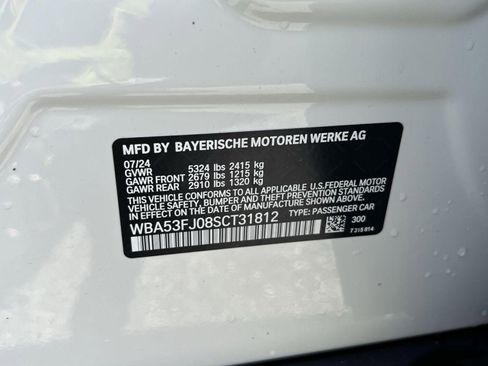 MFD BY BAYERISCHE MOTOREN WERKE AG
07/24
GVWR 5324 lbs 2415 kg
GAWR FRONT 2679 lbs 1215 kg
GAWR REAR 2910 lbs 1320 kg
THIS VEHICLE CONFORMS TO ALL APPLICABLE U.S.FEDERAL MOTOR
VEHICLE SAFETY, BUMPER, AND THEFT PREVENTION STANDARDS
IN EFFECT ON THE DATE OF MANUFACTURE SHOWN ABOVE.
WBA53FJ08SCT31812 TYPE: PASSENGER CAR
300
7 315 814